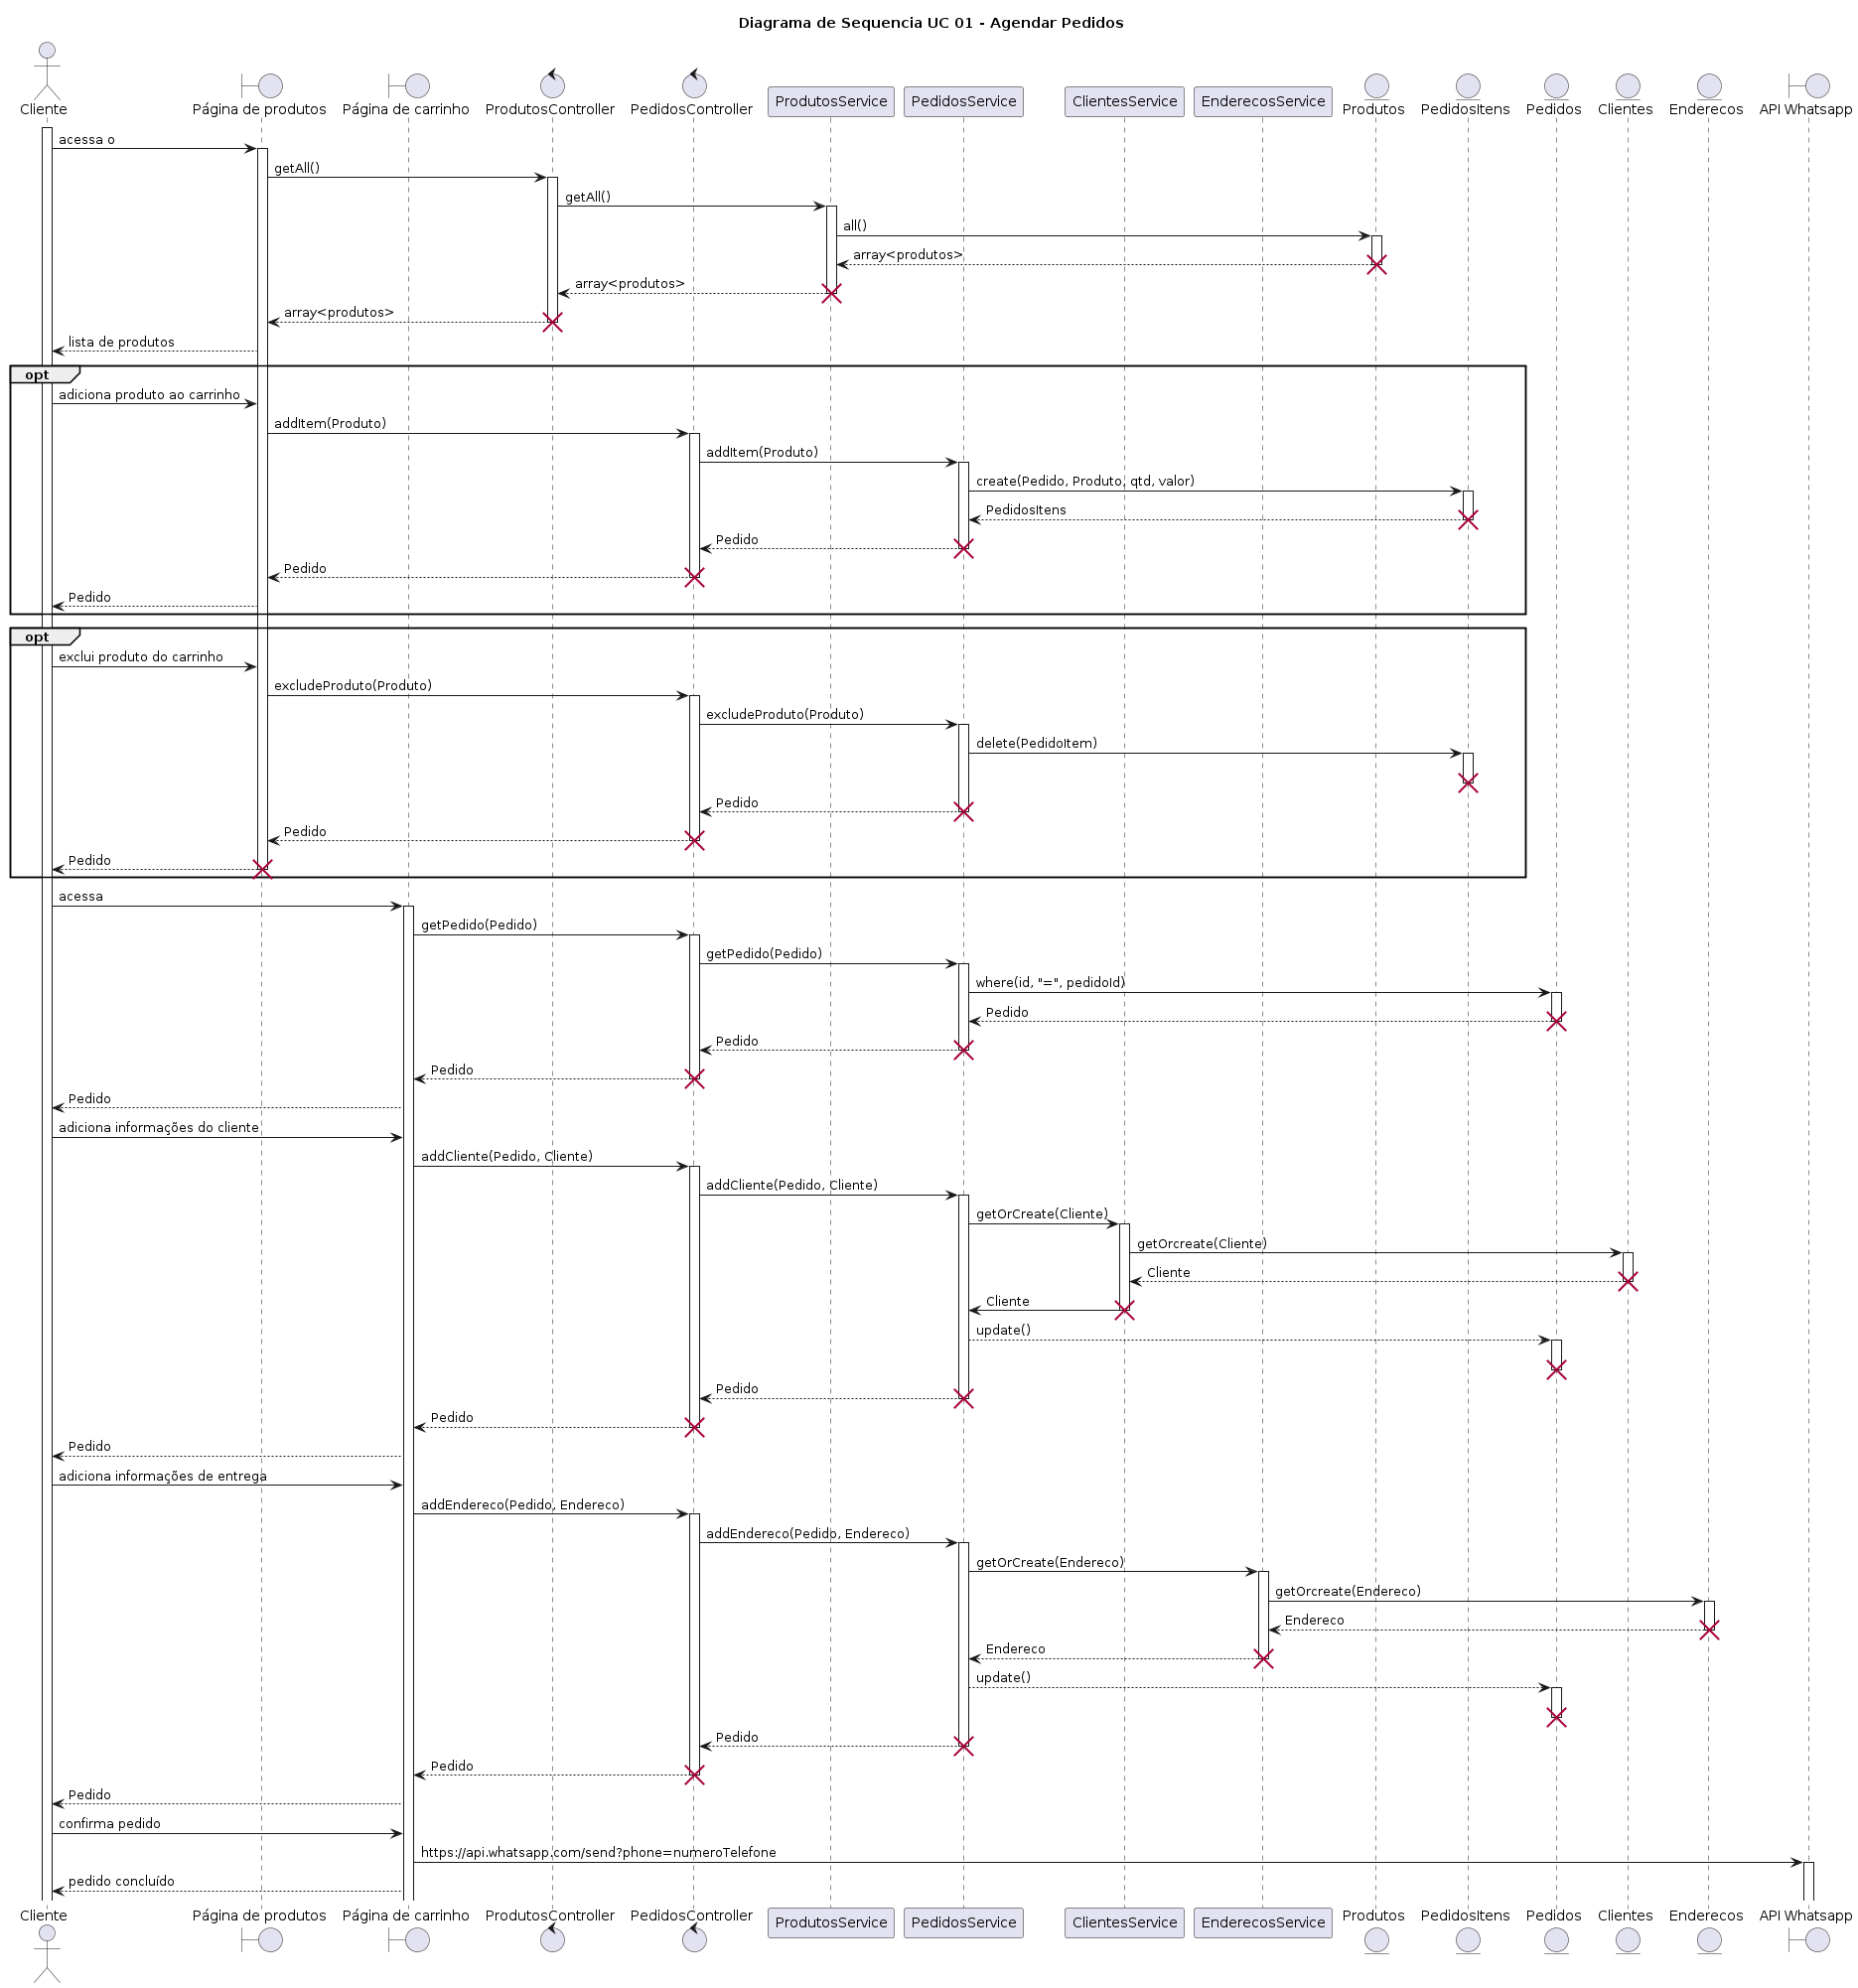 Diagrama de Sequencia UC 01 - Agendar Pedidos
Cliente
Página de produtos
Página de carrinho
ProdutosController
PedidosController
ProdutosService
PedidosService
ClientesService
EnderecosService
Produtos
PedidosItens
Pedidos
Clientes
Enderecos
API Whatsapp
acessa o
getAll()
getAll()
all()
array<produtos>
array<produtos>
array<produtos>
lista de produtos
opt
adiciona produto ao carrinho
addItem(Produto)
addItem(Produto)
create(Pedido, Produto, qtd, valor)
PedidosItens
Pedido
Pedido
Pedido
opt
exclui produto do carrinho
excludeProduto(Produto)
excludeProduto(Produto)
delete(PedidoItem)
Pedido
Pedido
Pedido
acessa
getPedido(Pedido)
getPedido(Pedido)
where(id, "=", pedidoId)
Pedido
Pedido
Pedido
Pedido
adiciona informações do cliente
addCliente(Pedido, Cliente)
addCliente(Pedido, Cliente)
getOrCreate(Cliente)
getOrcreate(Cliente)
Cliente
Cliente
update()
Pedido
Pedido
Pedido
adiciona informações de entrega
addEndereco(Pedido, Endereco)
addEndereco(Pedido, Endereco)
getOrCreate(Endereco)
getOrcreate(Endereco)
Endereco
Endereco
update()
Pedido
Pedido
Pedido
confirma pedido
https://api.whatsapp.com/send?phone=numeroTelefone
pedido concluído
Cliente
Página de produtos
Página de carrinho
ProdutosController
PedidosController
ProdutosService
PedidosService
ClientesService
EnderecosService
Produtos
PedidosItens
Pedidos
Clientes
Enderecos
API Whatsapp